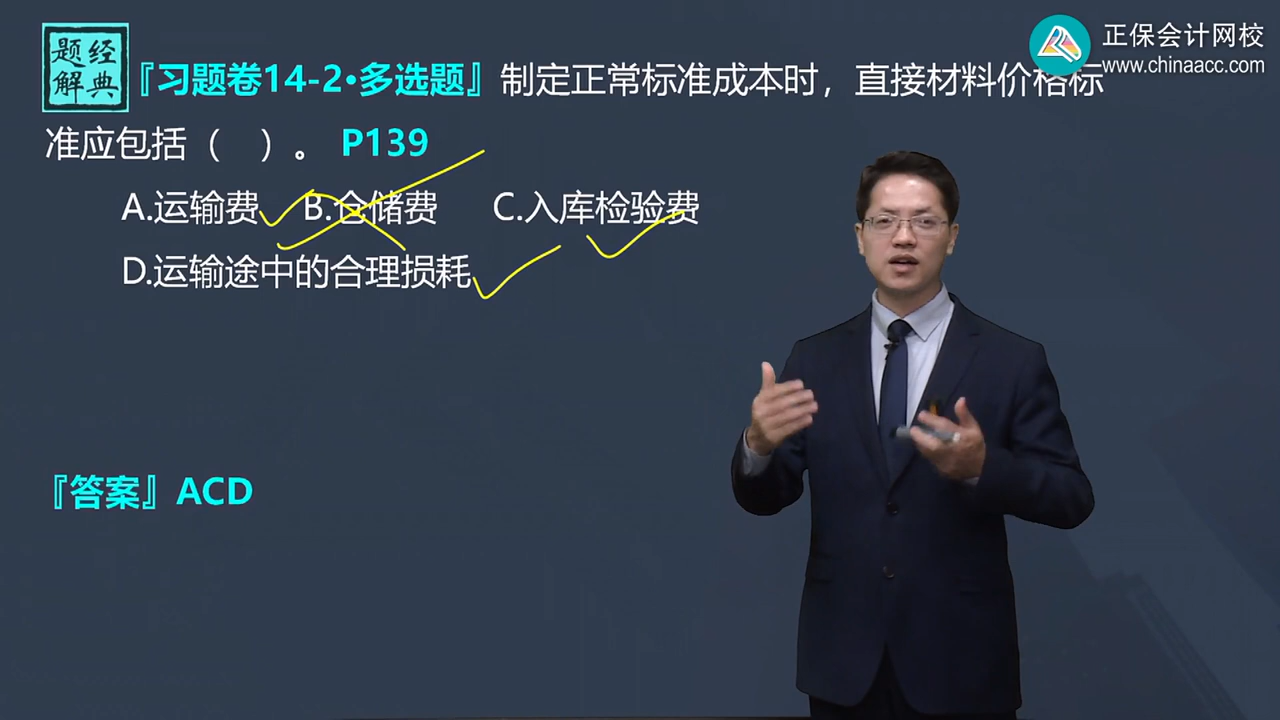 正保会计网校
www.chinaacc.com
经典题解
『习题卷14-2•多选题』制定正常标准成本时，直接材料价格标
准应包括（ ）。 P139
A.运输费 B.仓储费 C.入库检验费
D.运输途中的合理损耗
『答案』ACD